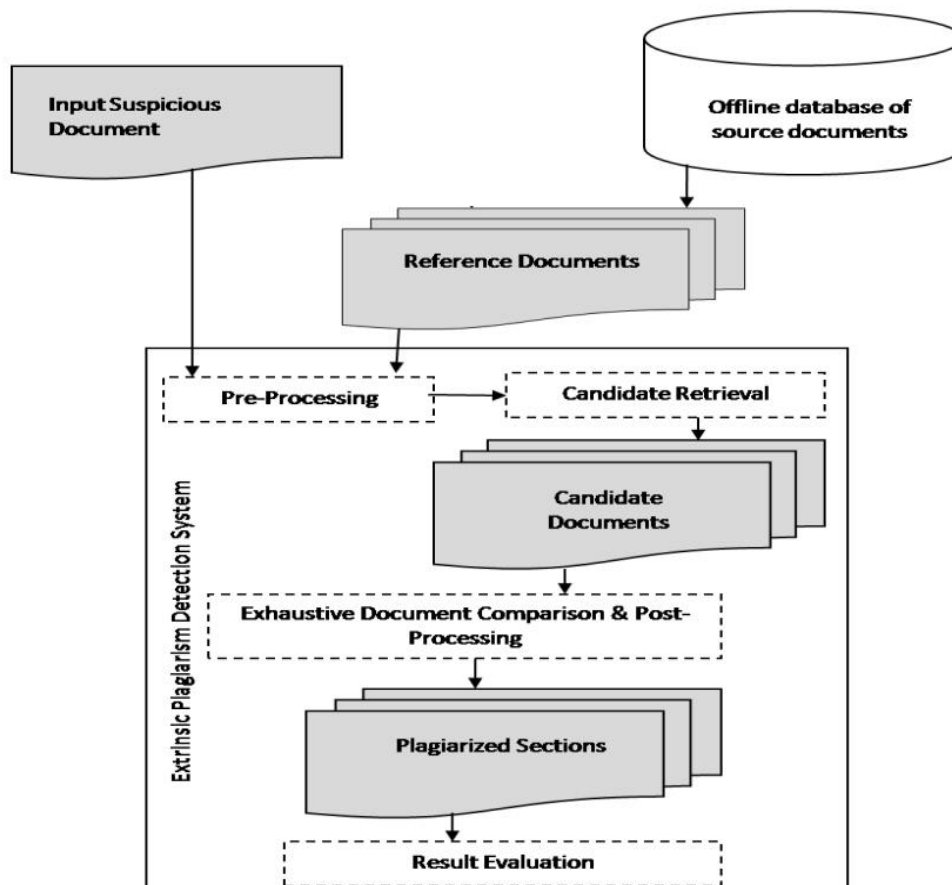 Input Suspicious
Document
Offline database of
source documents
Reference Documents
Pre-Processing
Candidate Retrieval
Candidate
Documents
Extrinsic Plagiarism Detection System
Exhaustive Document Comparison & Post-
Processing
Plagiarized Sections
Result Evaluation